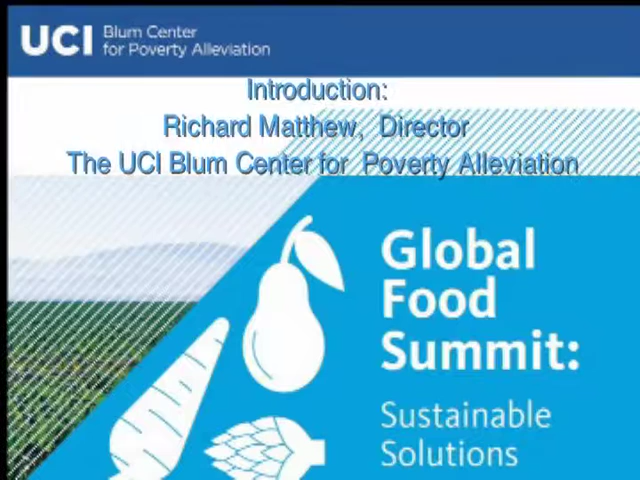 UCI Blum Center
for Poverty Alleviation
Introduction:
Richard Matthew, Director
The UCI Blum Center for Poverty Alleviation
Global
Food
Summit:
Sustainable
Solutions